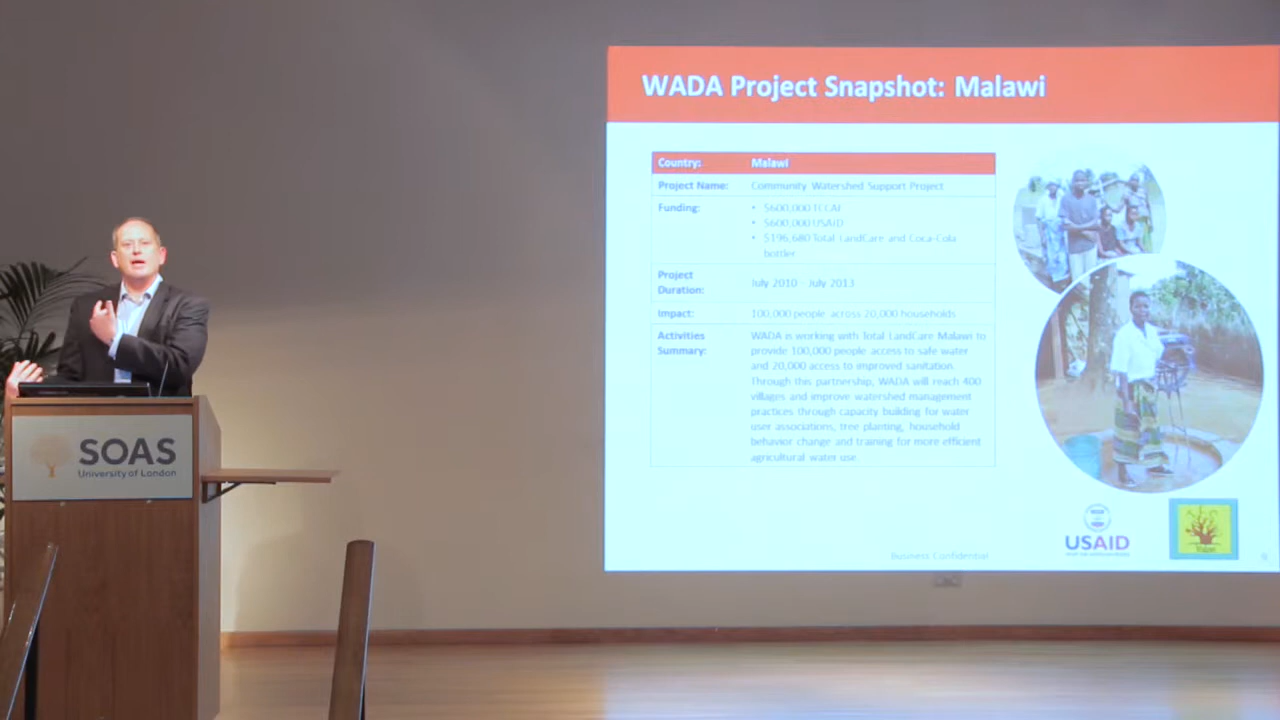 WADA Project Snapshot: Malawi
Country: Malawi
Project Name: Community Watershed Support Project
Funding: • $600,000 TCCAF
• $600,000 USAID
• $196,680 Total LandCare and Coca-Cola
bottler
Project
Duration: July 2010 - July 2013
Impact: 100,000 people across 20,000 households
Activities
Summary: WADA is working with Total LandCare Malawi to
provide 100,000 people access to safe water
and 20,000 access to improved sanitation.
Through this partnership, WADA will reach 400
villages and improve watershed management
practices through capacity building for water
user associations, tree planting, household
behavior change and training for more efficient
agricultural water use.
USAID
Business Confidential
SOAS
University of London